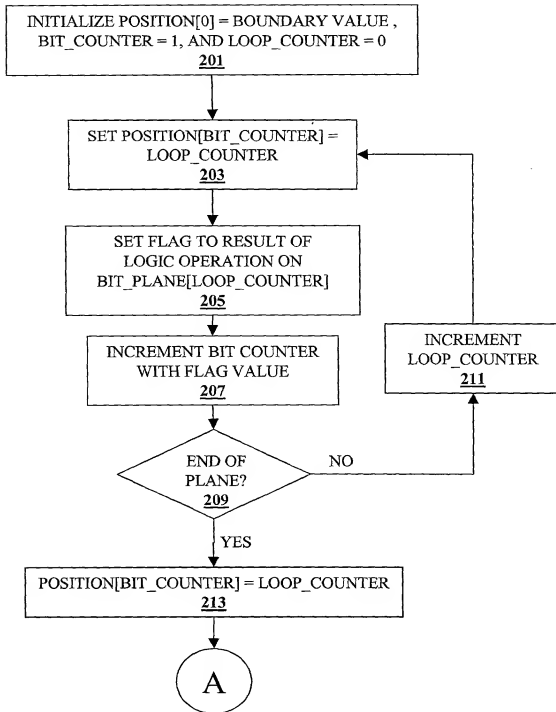 INITIALIZE POSITION[0] = BOUNDARY VALUE ,
BIT_COUNTER = 1, AND LOOP_COUNTER = 0
201
SET POSITION[BIT_COUNTER] =
LOOP_COUNTER
203
SET FLAG TO RESULT OF
LOGIC OPERATION ON
BIT_PLANE[LOOP_COUNTER]
205
INCREMENT BIT COUNTER
WITH FLAG VALUE
207
INCREMENT
LOOP_COUNTER
211
END OF
PLANE?
209
NO
YES
POSITION[BIT_COUNTER] = LOOP_COUNTER
213
A